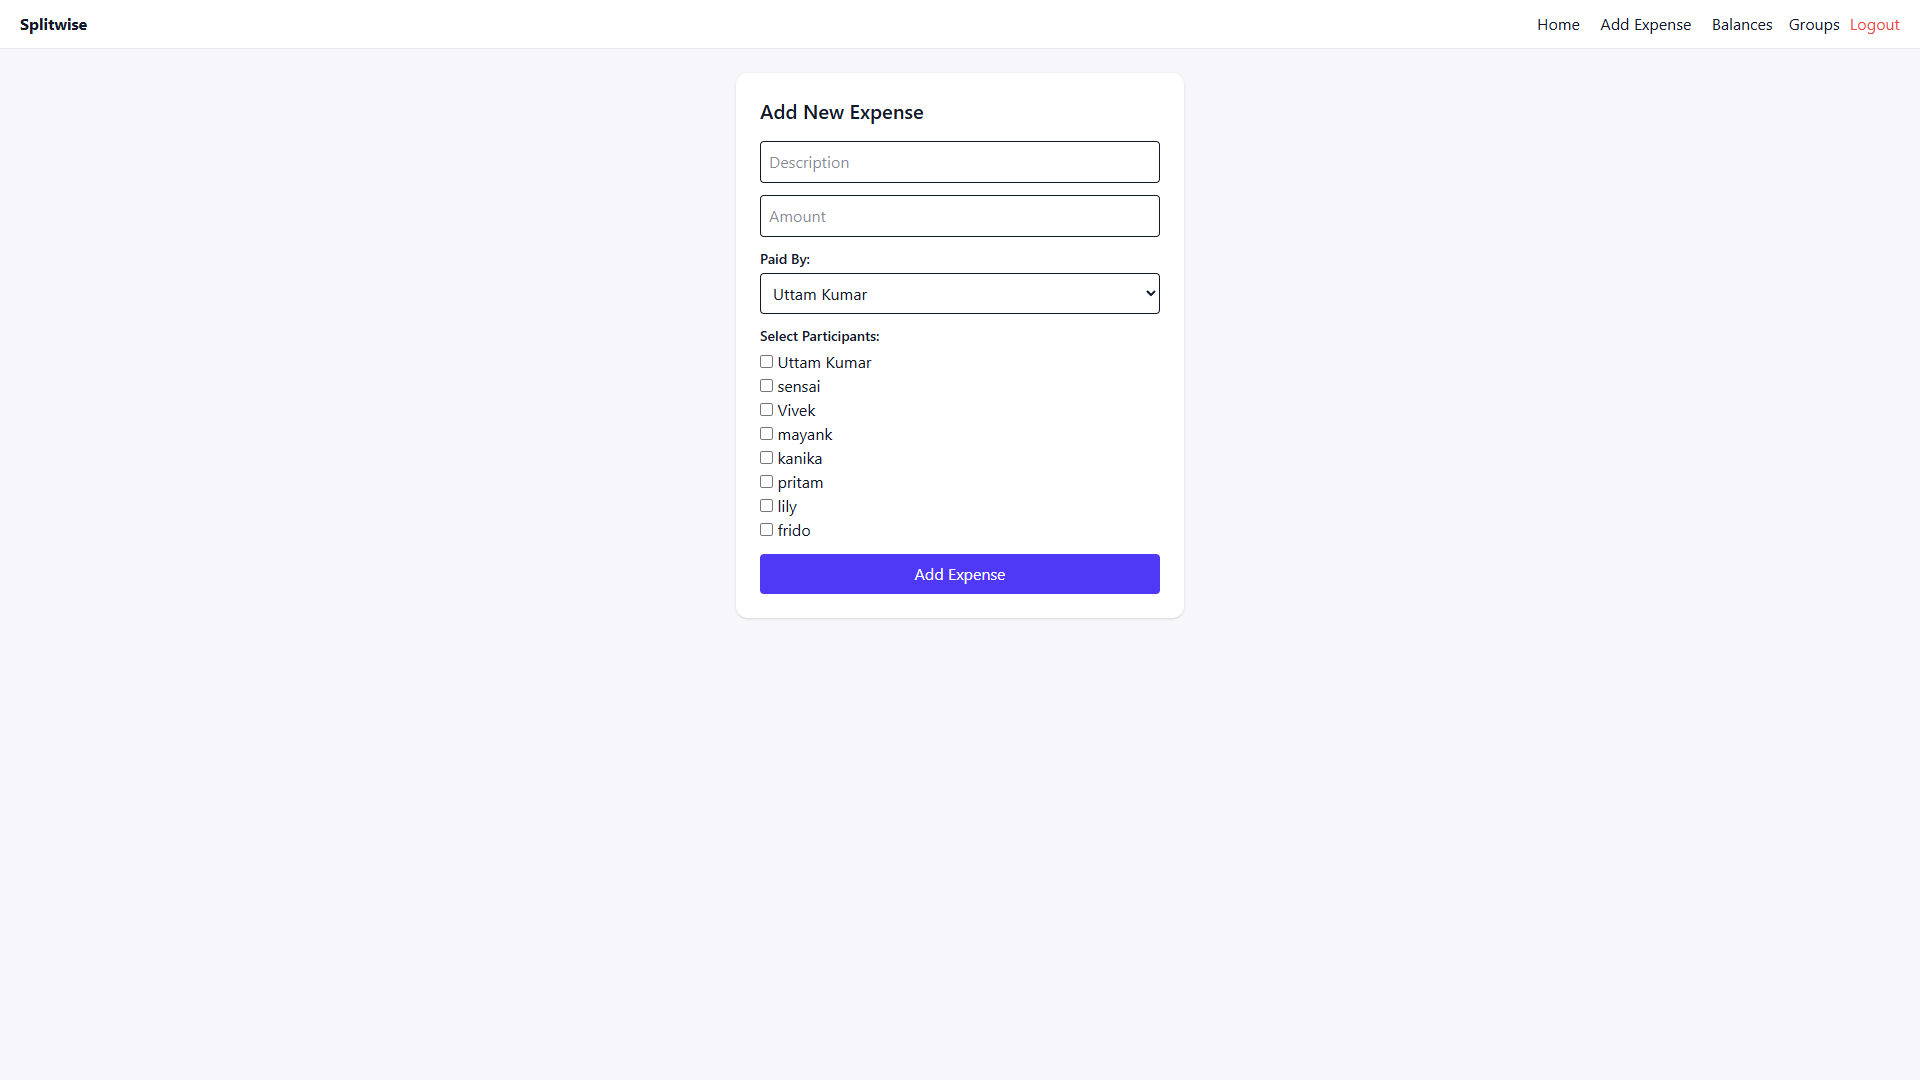 Splitwise
Home Add Expense Balances Groups Logout
Add New Expense
Description
Amount
Paid By:
Uttam Kumar
Select Participants:
Uttam Kumar
sensai
Vivek
mayank
kanika
pritam
lily
frido
Add Expense